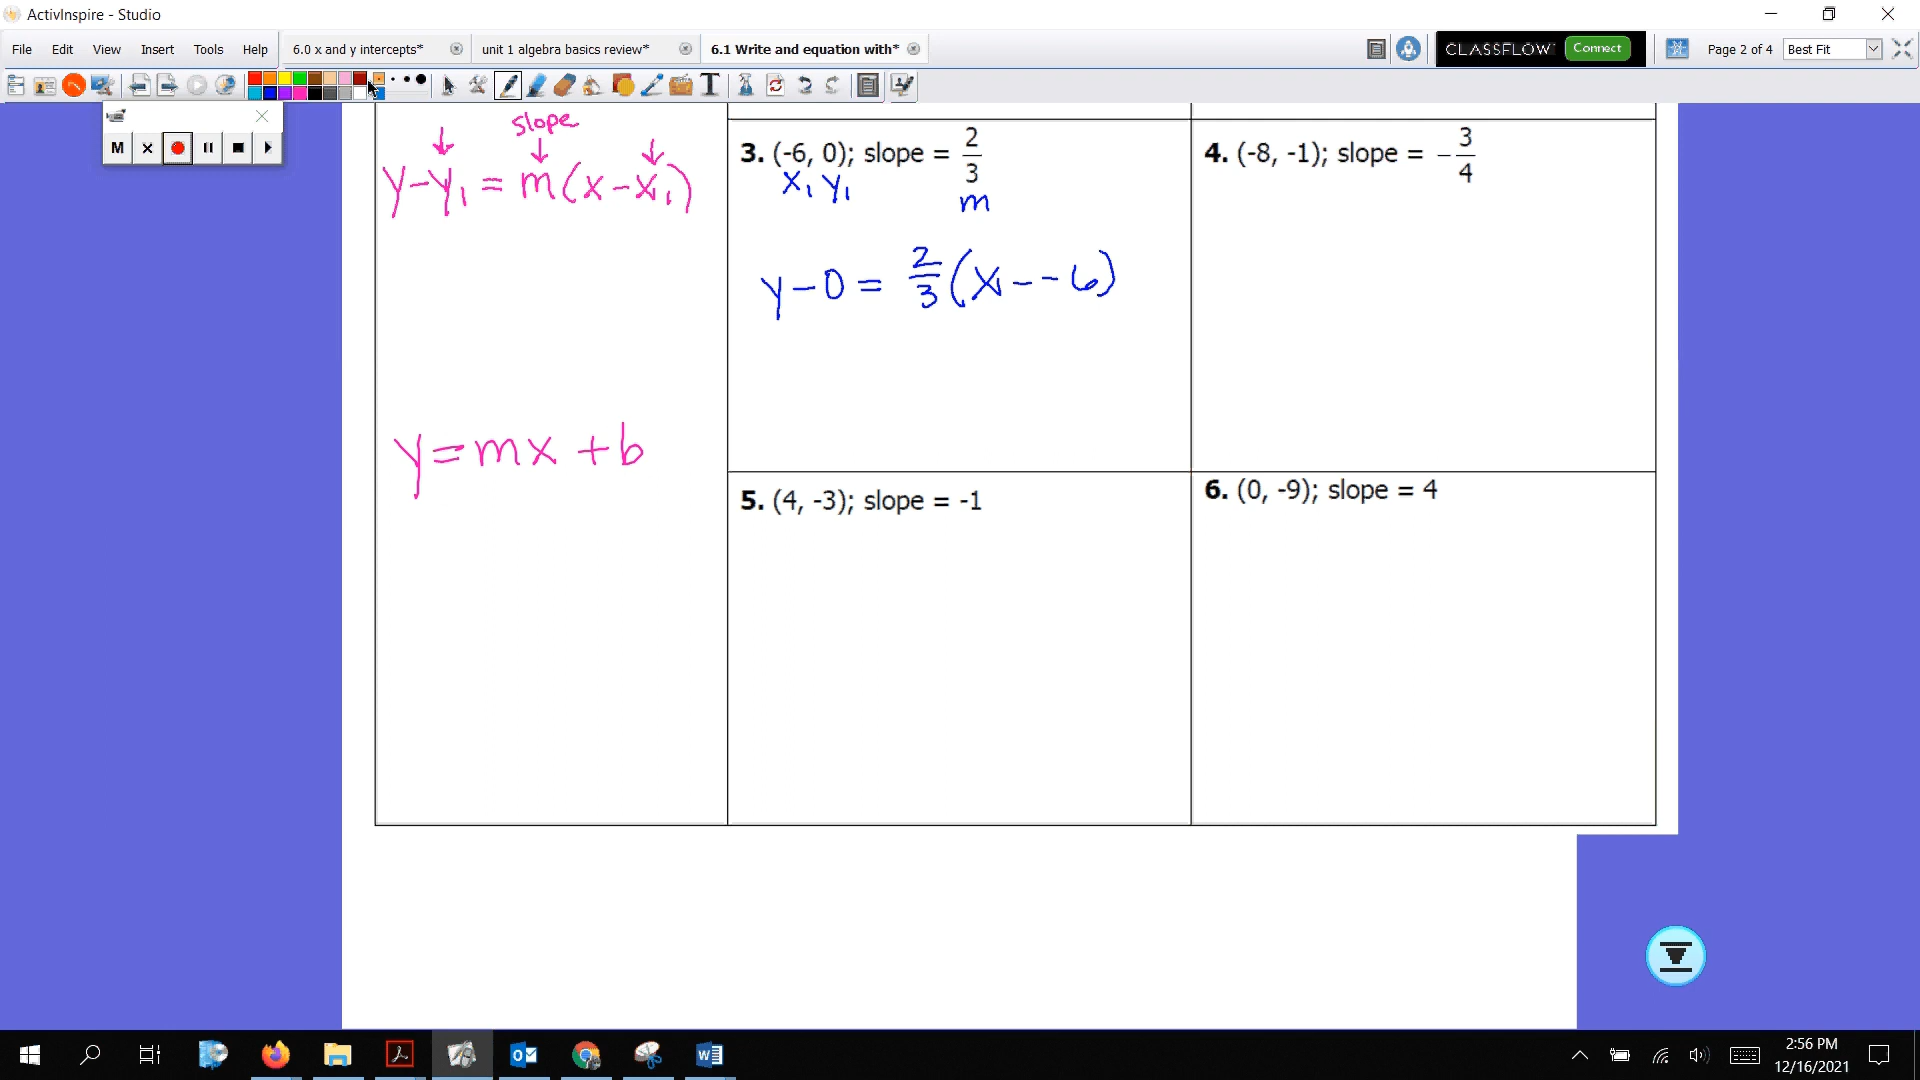 ActivInspire - Studio
File Edit View Insert Tools Help 6.0 x and y intercepts* unit 1 algebra basics review* 6.1 Write and equation with* CLASSFLOW Connect Page 2 of 4 Best Fit
T
M x
slope
y-y₁ = m(x-x₁)
y=mx+b
3. (-6, 0); slope = 2/3
x₁ y₁ m
y-0 = 2/3(x--6)
4. (-8, -1); slope = -3/4
5. (4, -3); slope = -1
6. (0, -9); slope = 4
2:56 PM
12/16/2021